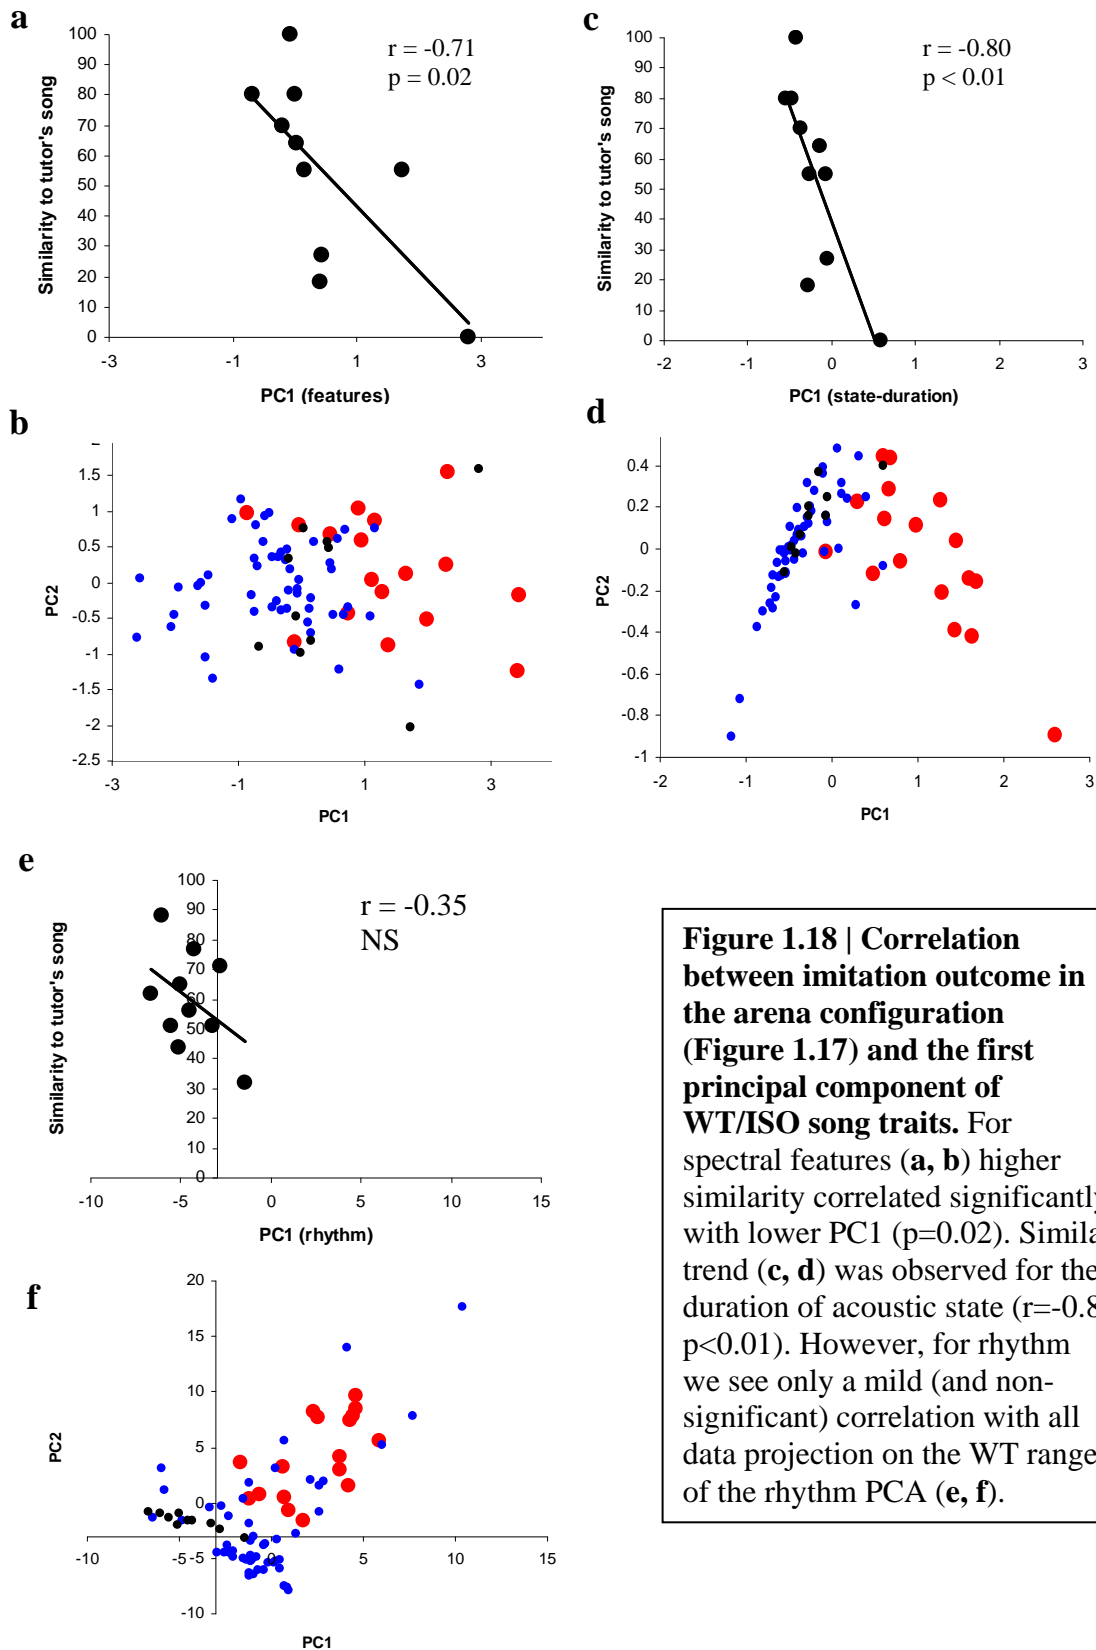 a
r = -0.71
p = 0.02
Similarity to tutor's song
100
90
80
70
60
50
40
30
20
10
0
-3 -1 1 3
PC1 (features)
c
r = -0.80
p < 0.01
Similarity to tutor's song
100
90
80
70
60
50
40
30
20
10
0
-2 -1 0 1 2 3
PC1 (state-duration)
b
PC2
1.5
1
0.5
0
-0.5
-1
-1.5
-2
-2.5
-3 -1 1 3
PC1
d
PC2
0.4
0.2
0
-0.2
-0.4
-0.6
-0.8
-1
-2 -1 0 1 2 3
PC1
e
r = -0.35
NS
Similarity to tutor's song
100
90
80
70
60
50
40
30
20
10
0
-10 -5 0 5 10 15
PC1 (rhythm)
f
PC2
20
15
10
5
0
-5
-10
-10 -5 0 5 10 15
PC1
Figure 1.18 | Correlation
between imitation outcome in
the arena configuration
(Figure 1.17) and the first
principal component of
WT/ISO song traits. For
spectral features (a, b) higher
similarity correlated significantly
with lower PC1 (p=0.02). Simila
trend (c, d) was observed for the
duration of acoustic state (r=-0.8
p<0.01). However, for rhythm
we see only a mild (and non-
significant) correlation with all
data projection on the WT range
of the rhythm PCA (e, f).